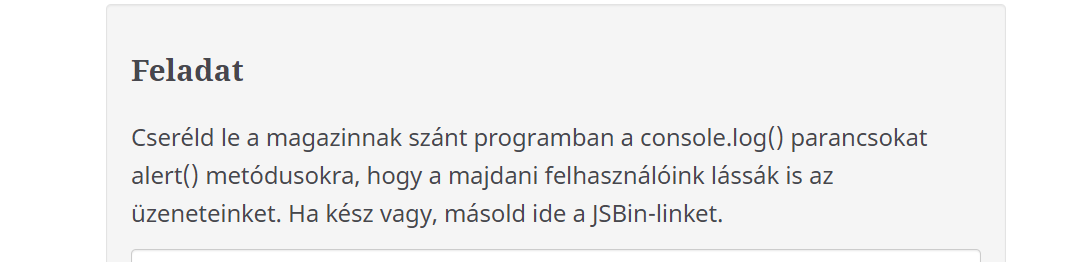 Feladat
Cseréld le a magazinnak szánt programban a console.log() parancsokat
alert() metódusokra, hogy a majdani felhasználóink lássák is az
üzeneteinket. Ha kész vagy, másold ide a JSBin-linket.